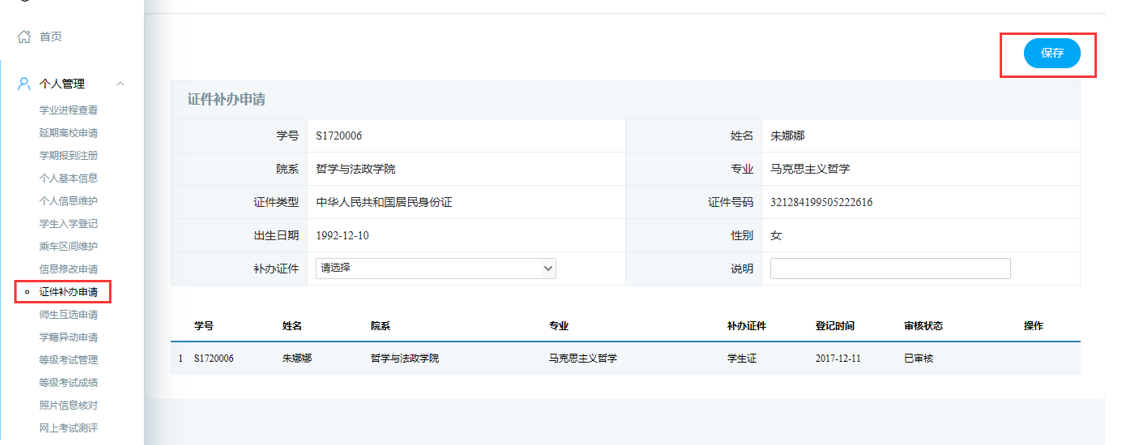 首页
保存
个人管理
学业进程查看
延期离校申请
学期报到注册
个人基本信息
个人信息维护
学生入学登记
乘车区间维护
信息修改申请
证件补办申请
师生互选申请
学籍异动申请
等级考试管理
等级考试成绩
照片信息核对
网上考试测评
证件补办申请
学号 S1720006 姓名 朱娜娜
院系 哲学与法政学院 专业 马克思主义哲学
证件类型 中华人民共和国居民身份证 证件号码 321284199505222616
出生日期 1992-12-10 性别 女
补办证件 请选择 说明
学号 姓名 院系 专业 补办证件 登记时间 审核状态 操作
1 S1720006 朱娜娜 哲学与法政学院 马克思主义哲学 学生证 2017-12-11 已审核